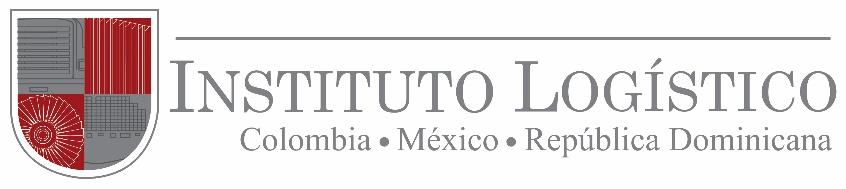 INSTITUTO LOGÍSTICO
Colombia • México • República Dominicana